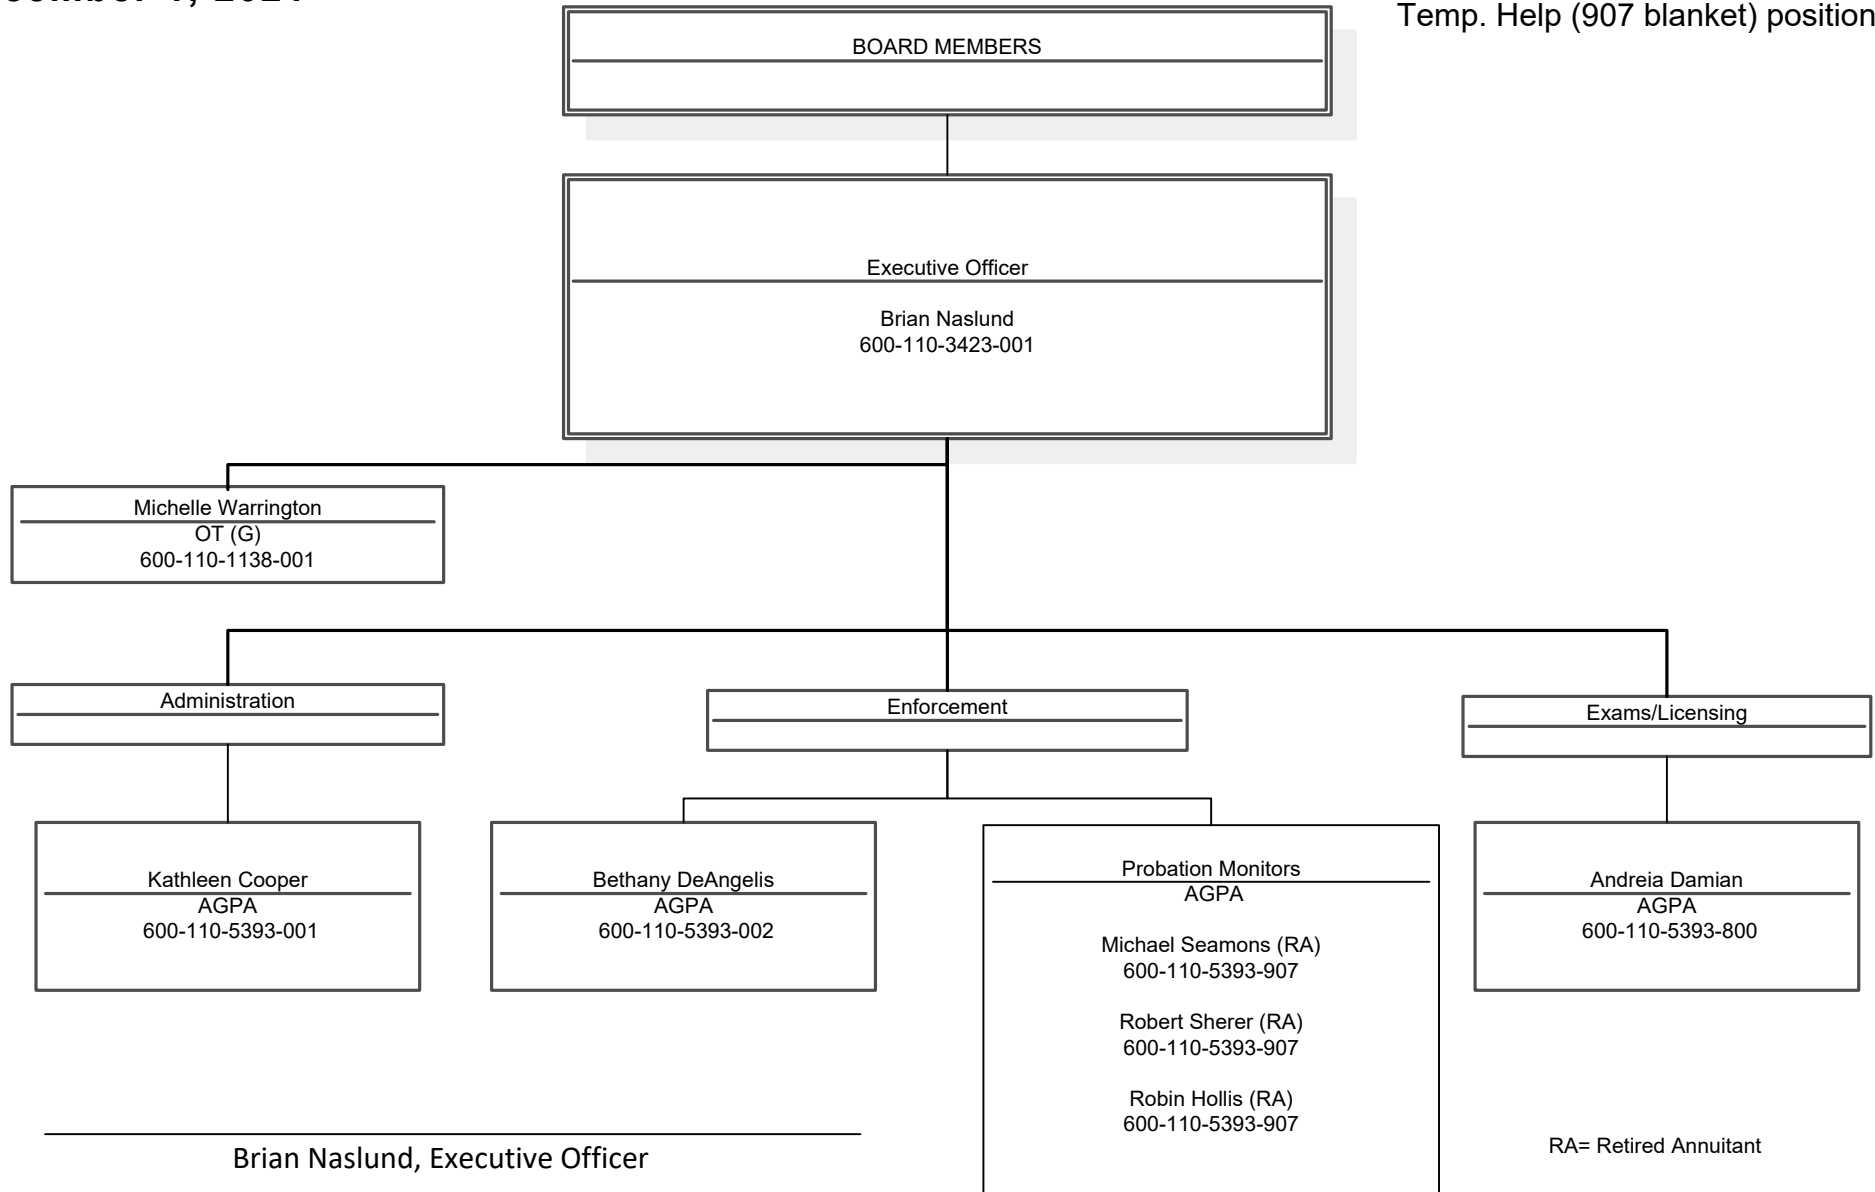 Temp. Help (907 blanket) position
BOARD MEMBERS
Executive Officer
Brian Naslund
600-110-3423-001
Michelle Warrington
OT (G)
600-110-1138-001
Administration
Enforcement
Exams/Licensing
Kathleen Cooper
AGPA
600-110-5393-001
Bethany DeAngelis
AGPA
600-110-5393-002
Probation Monitors
AGPA
Michael Seamons (RA)
600-110-5393-907
Robert Sherer (RA)
600-110-5393-907
Robin Hollis (RA)
600-110-5393-907
Andreia Damian
AGPA
600-110-5393-800
Brian Naslund, Executive Officer
RA= Retired Annuitant